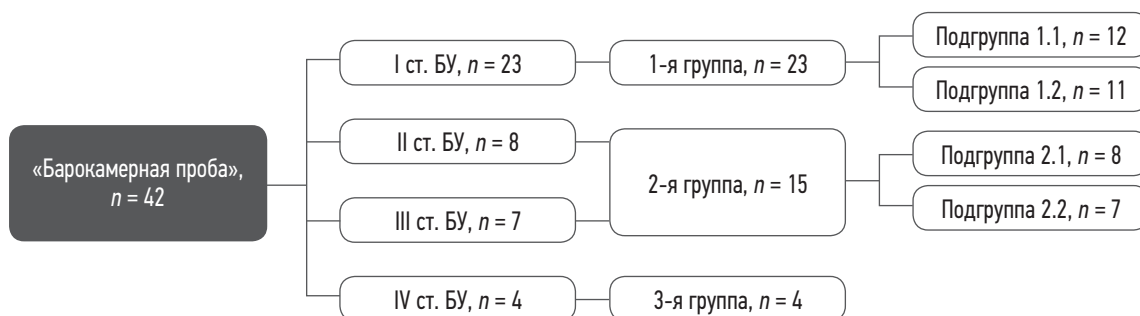 «Барокамерная проба»,
n = 42
I ст. БУ, n = 23
II ст. БУ, n = 8
III ст. БУ, n = 7
IV ст. БУ, n = 4
1-я группа, n = 23
2-я группа, n = 15
3-я группа, n = 4
Подгруппа 1.1, n = 12
Подгруппа 1.2, n = 11
Подгруппа 2.1, n = 8
Подгруппа 2.2, n = 7